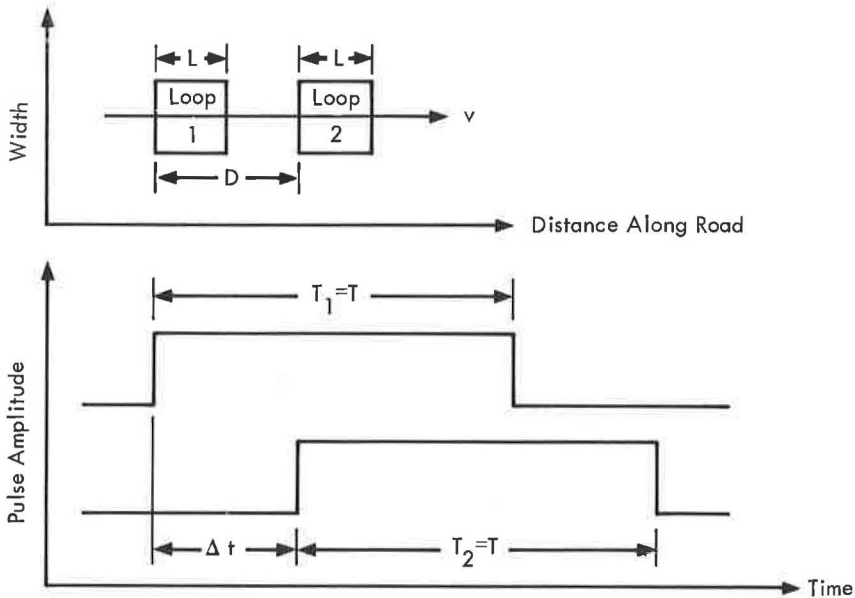 L
L
Loop
1
Loop
2
v
D
Width
Distance Along Road
T1=T
Pulse Amplitude
Δ t
T2=T
Time